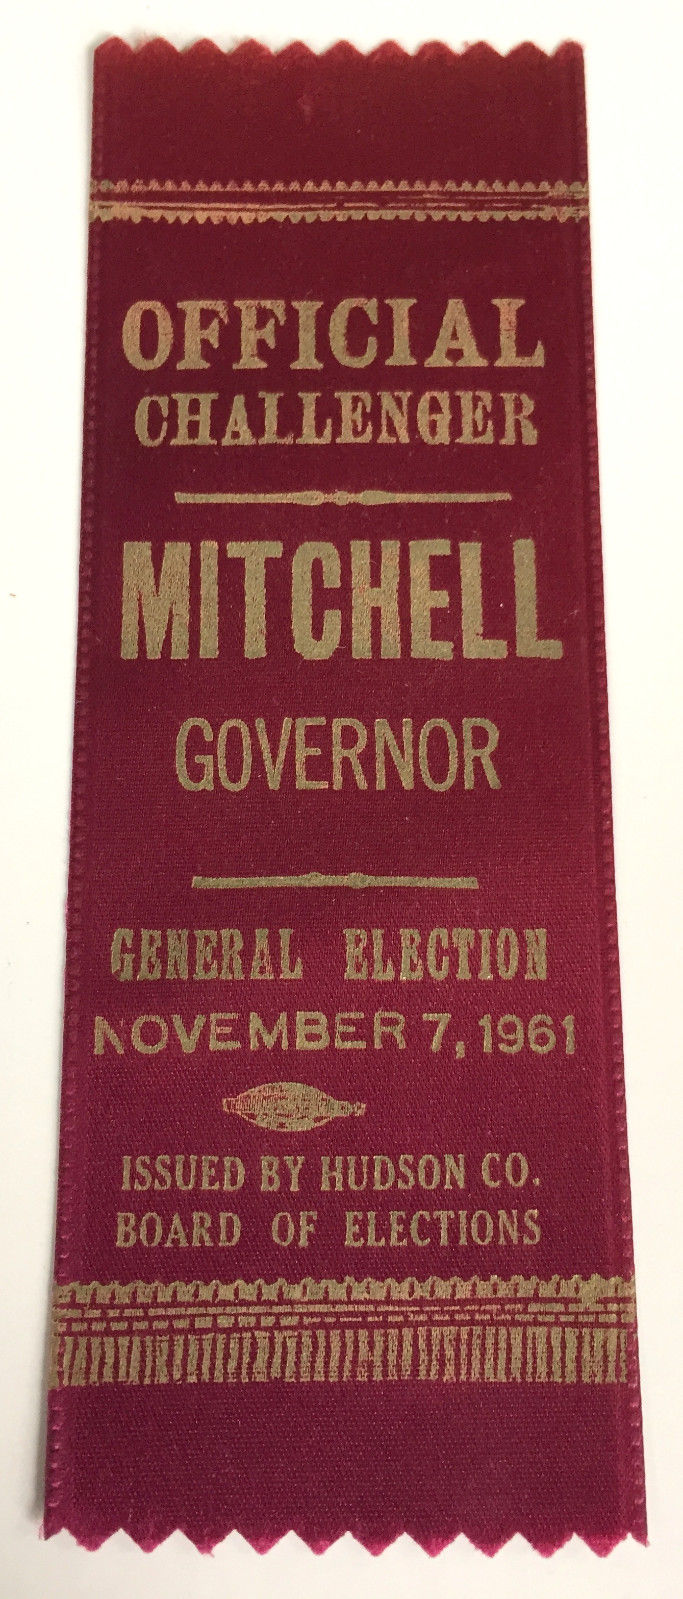 OFFICIAL
CHALLENGER
MITCHELL
GOVERNOR
GENERAL ELECTION
NOVEMBER 7, 1961
ISSUED BY HUDSON CO.
BOARD OF ELECTIONS